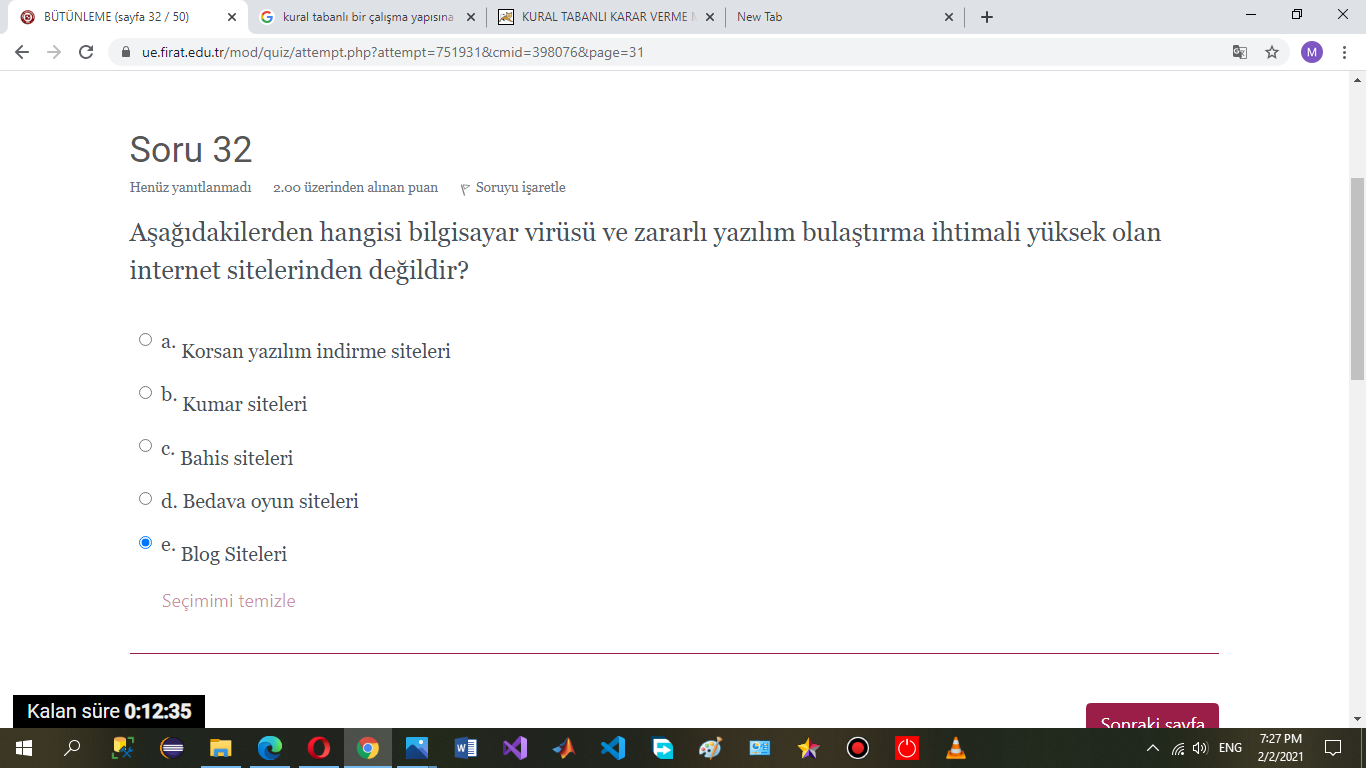 BÜTÜNLEME (sayfa 32 / 50)
kural tabanlı bir çalışma yapısına
KURAL TABANLI KARAR VERME
New Tab
ue.firat.edu.tr/mod/quiz/attempt.php?attempt=751931&cmid=398076&page=31
M
Soru 32
Henüz yanıtlanmadı 2.00 üzerinden alınan puan Soruyu işaretle
Aşağıdakilerden hangisi bilgisayar virüsü ve zararlı yazılım bulaştırma ihtimali yüksek olan
internet sitelerinden değildir?
a. Korsan yazılım indirme siteleri
b. Kumar siteleri
c. Bahis siteleri
d. Bedava oyun siteleri
e. Blog Siteleri
Seçimimi temizle
Kalan süre 0:12:35
Sonraki sayfa
ENG
7:27 PM
2/2/2021